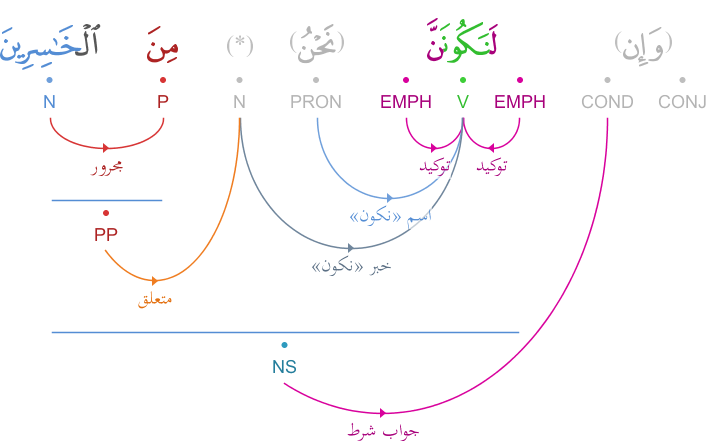 (وَإِن) لَنَكُونَنَّ (نَحْنُ) (*) مِنَ ٱلْخَـٰسِرِينَ
CONJ COND EMPH V EMPH PRON N P N
توكيد توكيد مجرور
اسم «نكون»
PP
خبر «نكون»
متعلق
NS
جواب شرط